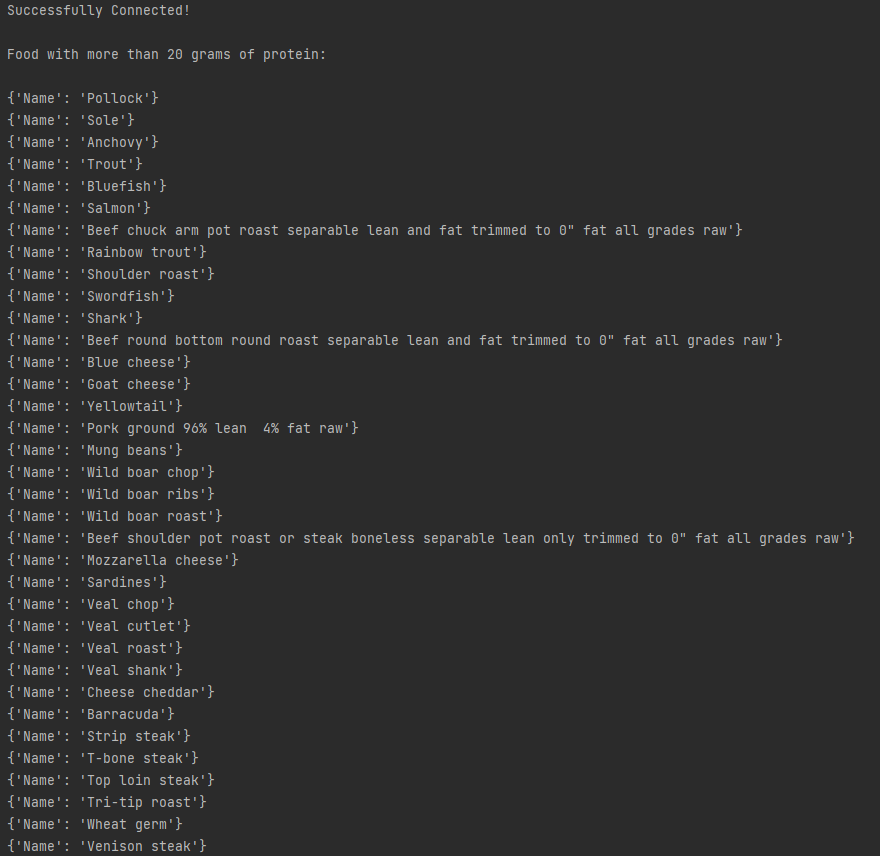 Successfully Connected!
Food with more than 20 grams of protein:
{'Name': 'Pollock'}
{'Name': 'Sole'}
{'Name': 'Anchovy'}
{'Name': 'Trout'}
{'Name': 'Bluefish'}
{'Name': 'Salmon'}
{'Name': 'Beef chuck arm pot roast separable lean and fat trimmed to 0" fat all grades raw'}
{'Name': 'Rainbow trout'}
{'Name': 'Shoulder roast'}
{'Name': 'Swordfish'}
{'Name': 'Shark'}
{'Name': 'Beef round bottom round roast separable lean and fat trimmed to 0" fat all grades raw'}
{'Name': 'Blue cheese'}
{'Name': 'Goat cheese'}
{'Name': 'Yellowtail'}
{'Name': 'Pork ground 96% lean  4% fat raw'}
{'Name': 'Mung beans'}
{'Name': 'Wild boar chop'}
{'Name': 'Wild boar ribs'}
{'Name': 'Wild boar roast'}
{'Name': 'Beef shoulder pot roast or steak boneless separable lean only trimmed to 0" fat all grades raw'}
{'Name': 'Mozzarella cheese'}
{'Name': 'Sardines'}
{'Name': 'Veal chop'}
{'Name': 'Veal cutlet'}
{'Name': 'Veal roast'}
{'Name': 'Veal shank'}
{'Name': 'Cheese cheddar'}
{'Name': 'Barracuda'}
{'Name': 'Strip steak'}
{'Name': 'T-bone steak'}
{'Name': 'Top loin steak'}
{'Name': 'Tri-tip roast'}
{'Name': 'Wheat germ'}
{'Name': 'Venison steak'}